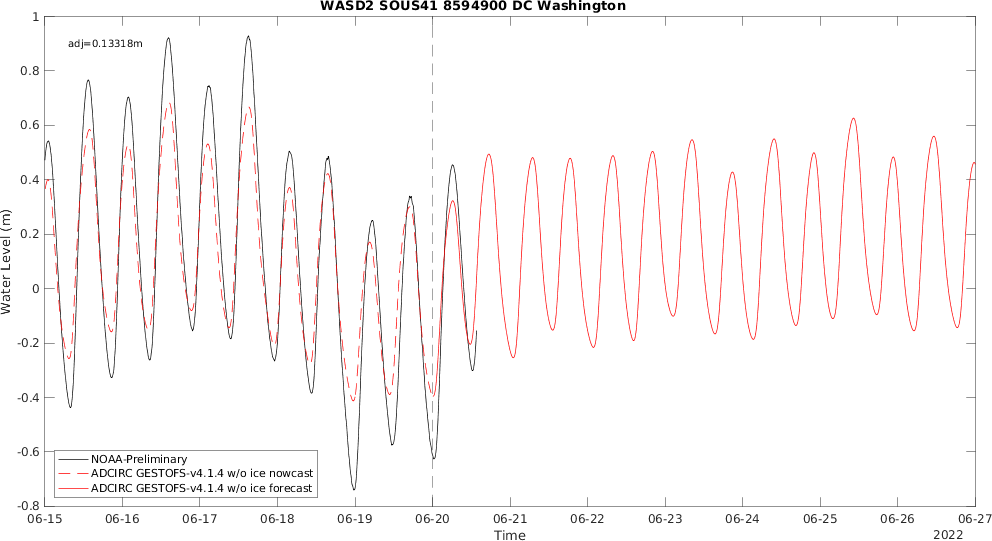 WASD2 SOUS41 8594900 DC Washington
adj=0.13318m
1
0.8
0.6
0.4
0.2
0
-0.2
-0.4
-0.6
-0.8
Water Level (m)
NOAA-Preliminary
ADCIRC GESTOFS-v4.1.4 w/o ice nowcast
ADCIRC GESTOFS-v4.1.4 w/o ice forecast
06-15 06-16 06-17 06-18 06-19 06-20 06-21 06-22 06-23 06-24 06-25 06-26 06-27
Time
2022